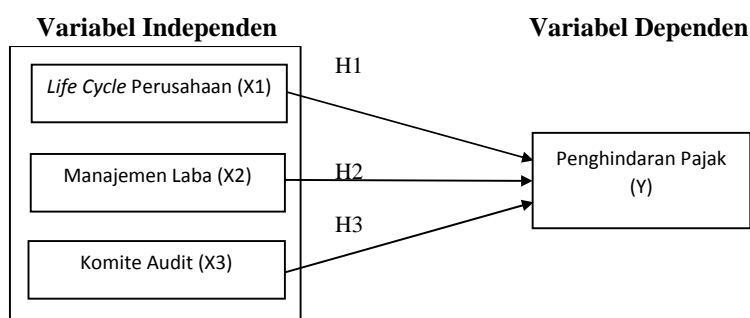 Variabel Independen
Variabel Dependen
H1
Life Cycle Perusahaan (X1)
Manajemen Laba (X2)
H2
Penghindaran Pajak
(Y)
H3
Komite Audit (X3)